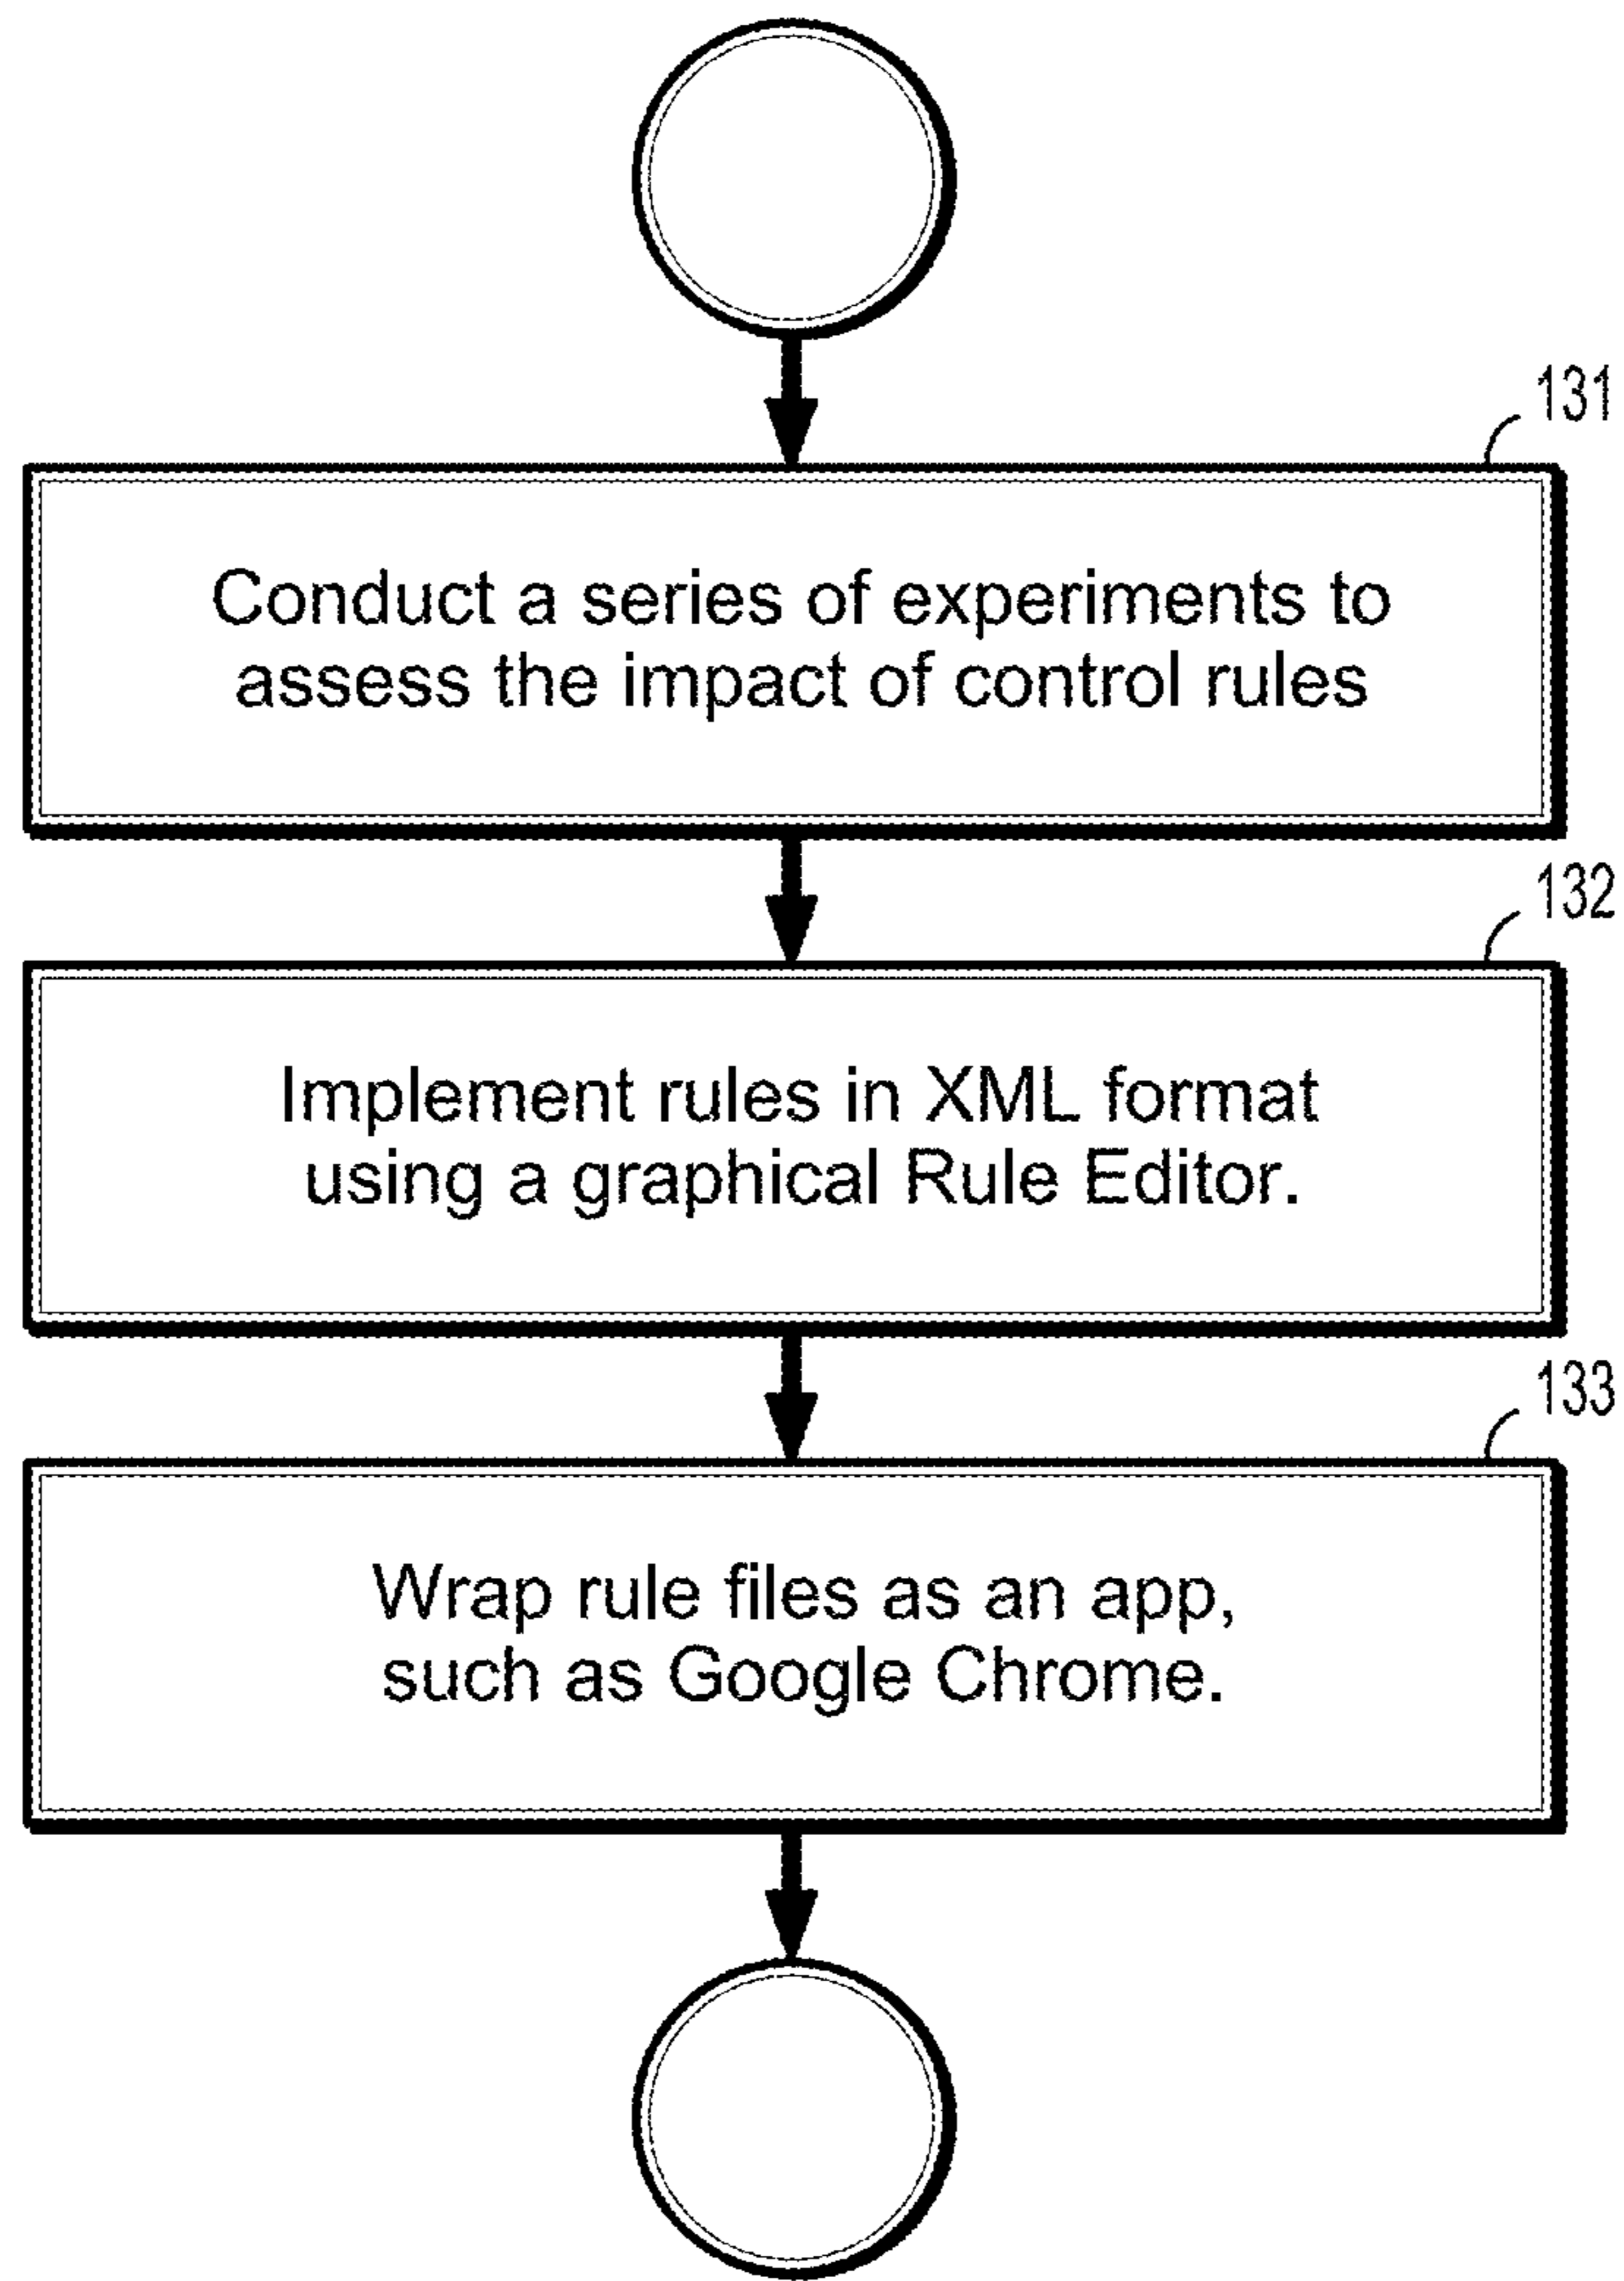 131
Conduct a series of experiments to
assess the impact of control rules
132
Implement rules in XML format
using a graphical Rule Editor.
133
Wrap rule files as an app,
such as Google Chrome.